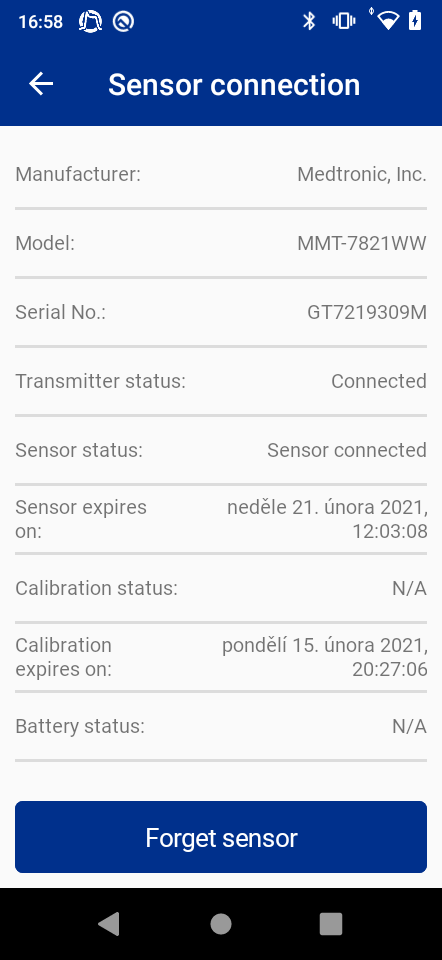 16:58
Sensor connection
Manufacturer: Medtronic, Inc.
Model: MMT-7821WW
Serial No.: GT7219309M
Transmitter status: Connected
Sensor status: Sensor connected
Sensor expires on: neděle 21. února 2021, 12:03:08
Calibration status: N/A
Calibration expires on: pondělí 15. února 2021, 20:27:06
Battery status: N/A
Forget sensor